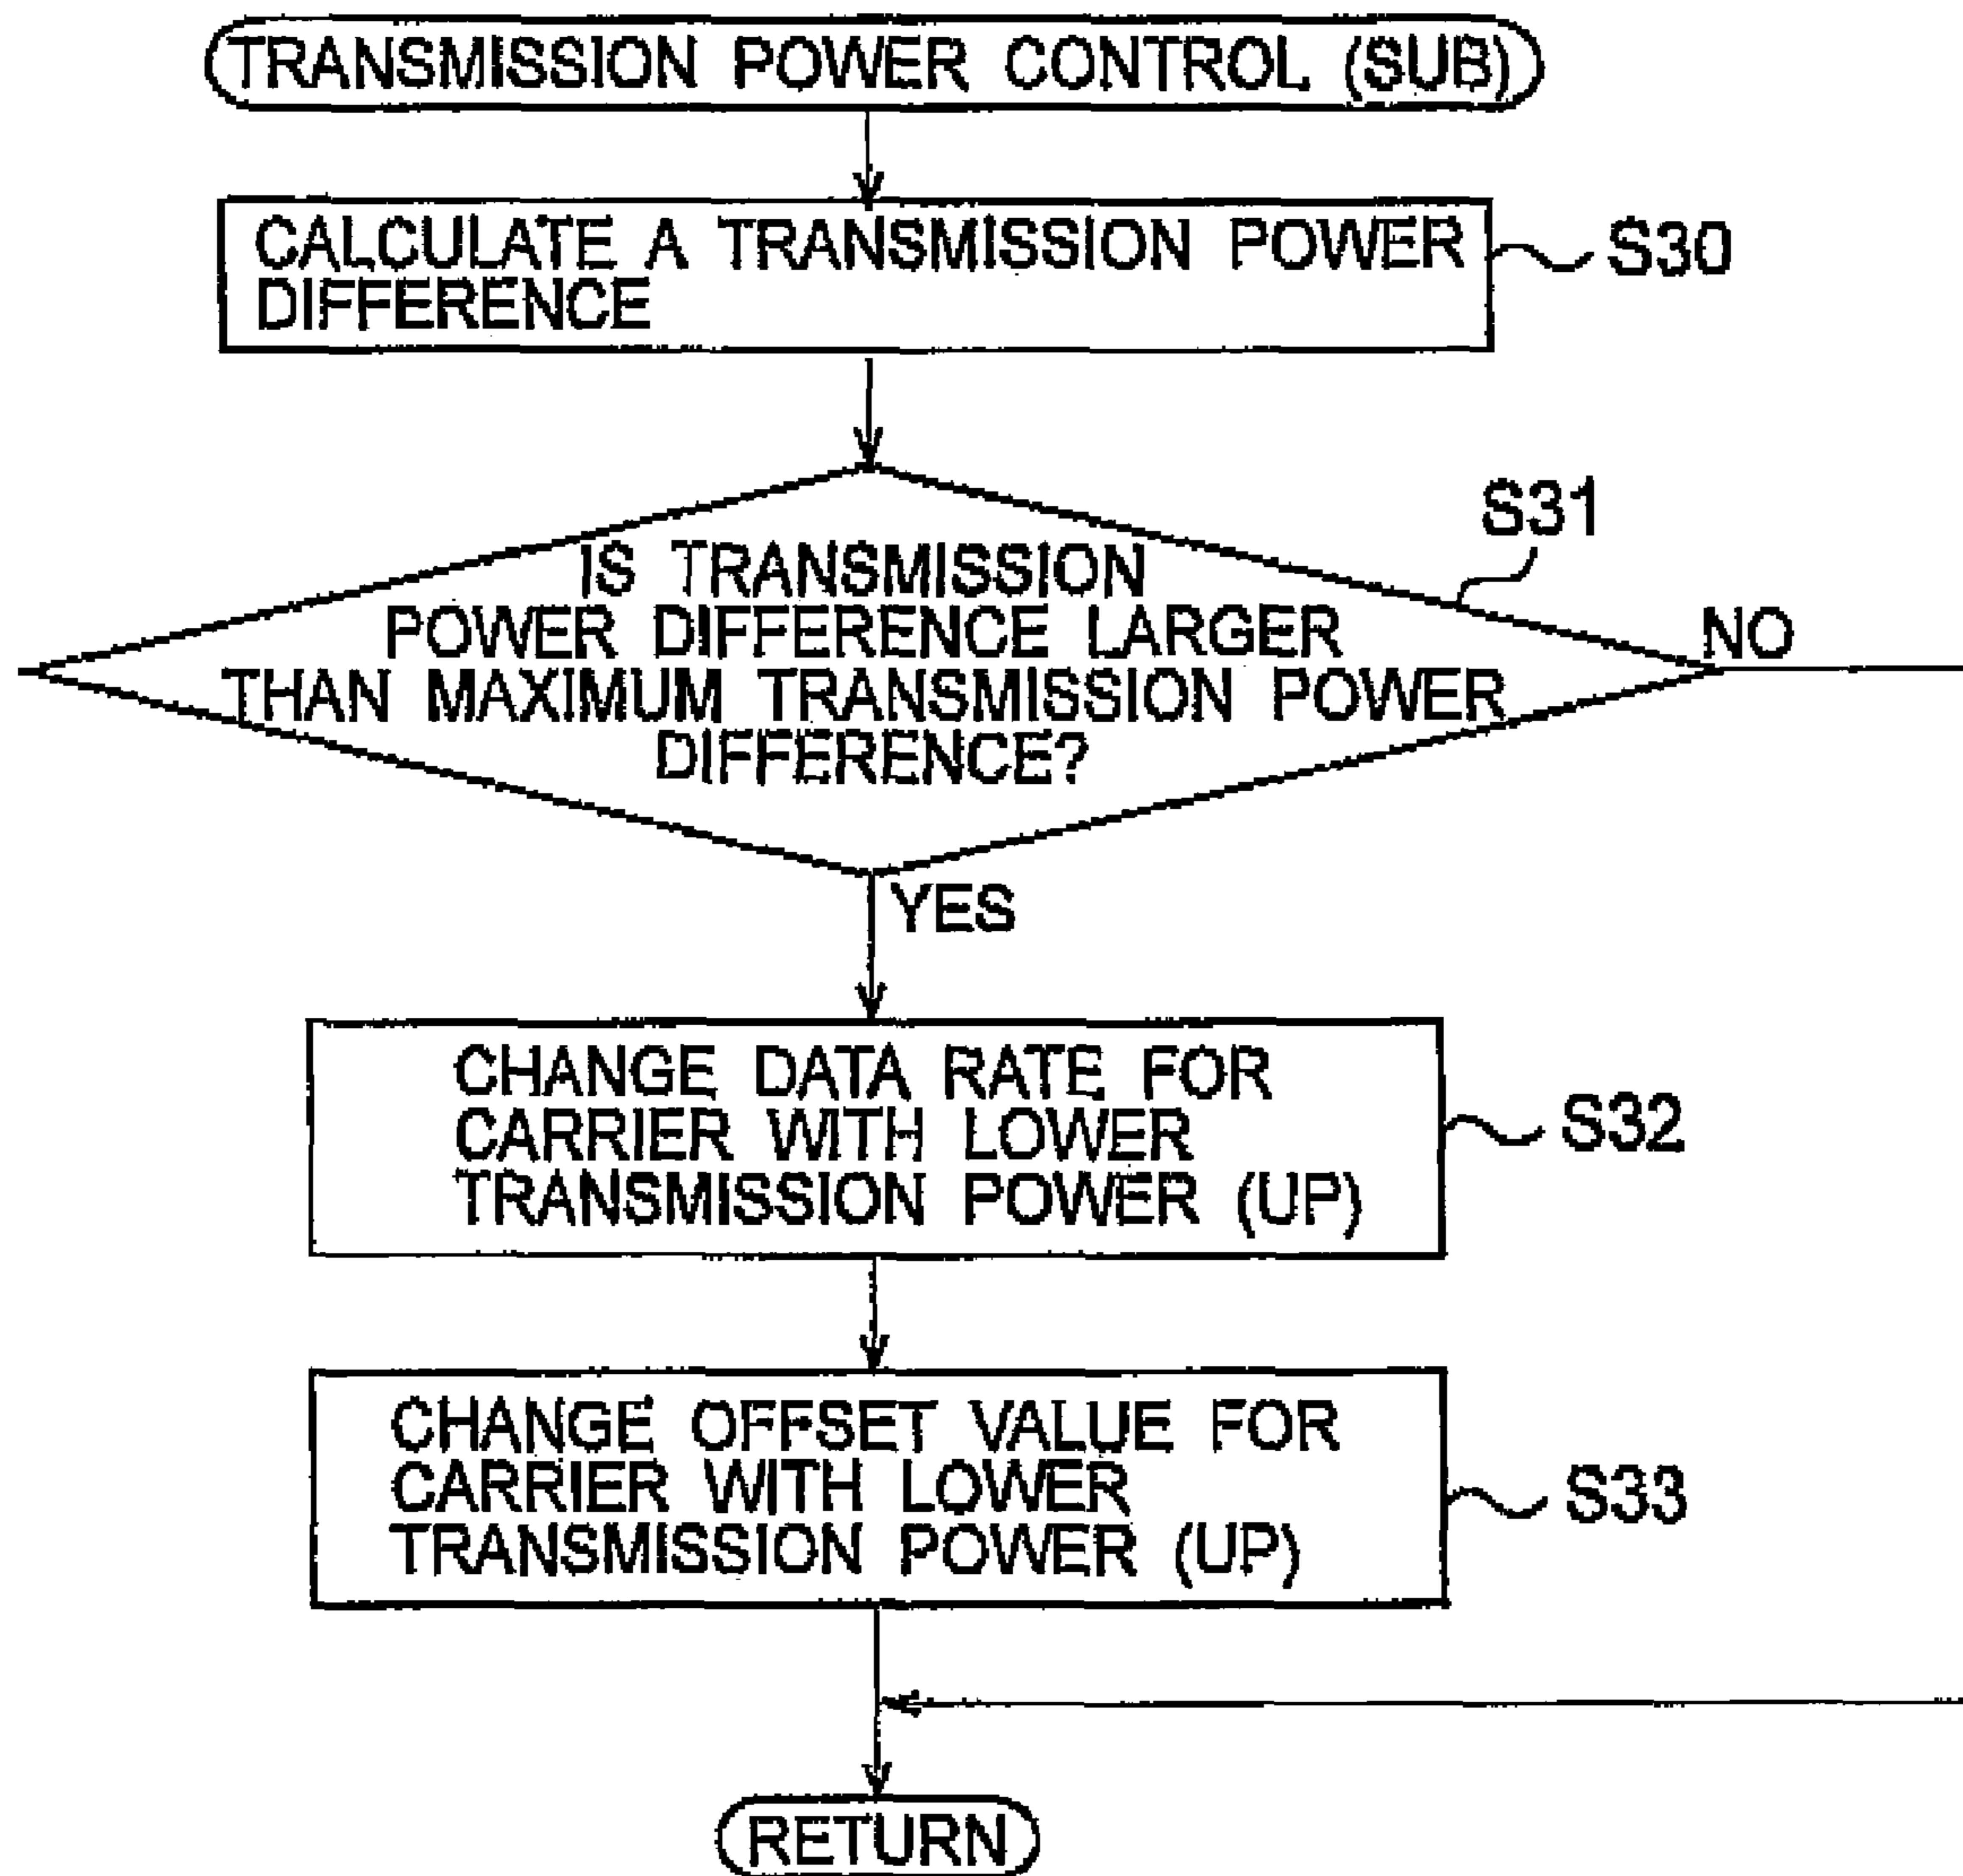 TRANSMISSION POWER CONTROL (SUB)
CALCULATE A TRANSMISSION POWER
DIFFERENCE
S30
S31
IS TRANSMISSION
POWER DIFFERENCE LARGER
THAN MAXIMUM TRANSMISSION POWER
DIFFERENCE?
NO
YES
CHANGE DATA RATE FOR
CARRIER WITH LOWER
TRANSMISSION POWER (UP)
S32
CHANGE OFFSET VALUE FOR
CARRIER WITH LOWER
TRANSMISSION POWER (UP)
S33
RETURN